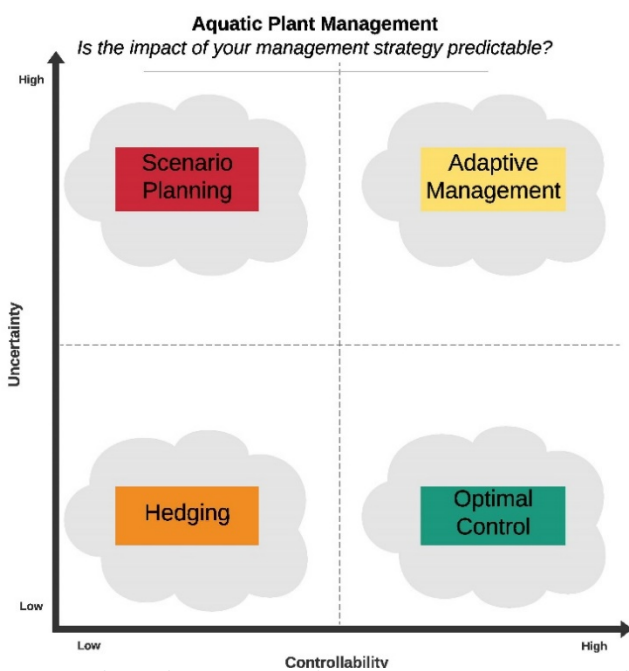 Aquatic Plant Management
Is the impact of your management strategy predictable?
High
Scenario
Planning
Adaptive
Management
Uncertainty
Hedging
Optimal
Control
Low
Low
High
Controllability